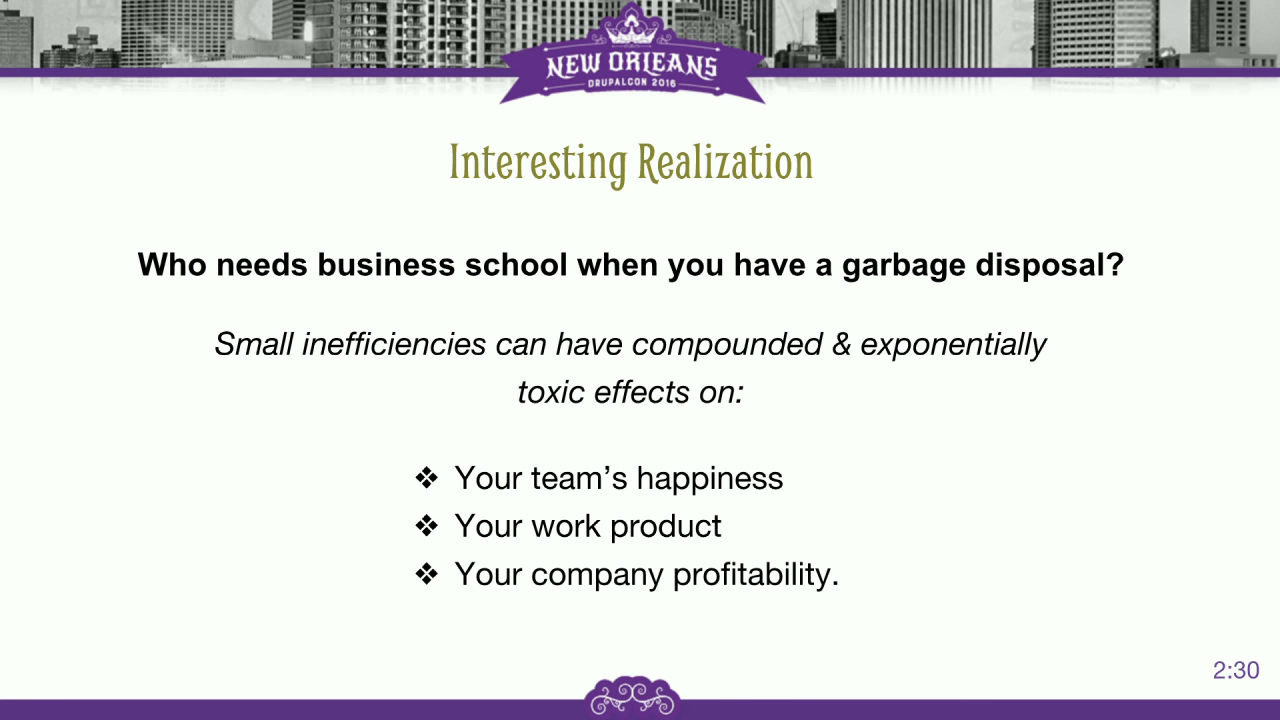 NEW ORLEANS
DRUPALCON 2016
Interesting Realization
Who needs business school when you have a garbage disposal?
Small inefficiencies can have compounded & exponentially
toxic effects on:
❖ Your team’s happiness
❖ Your work product
❖ Your company profitability.
2:30